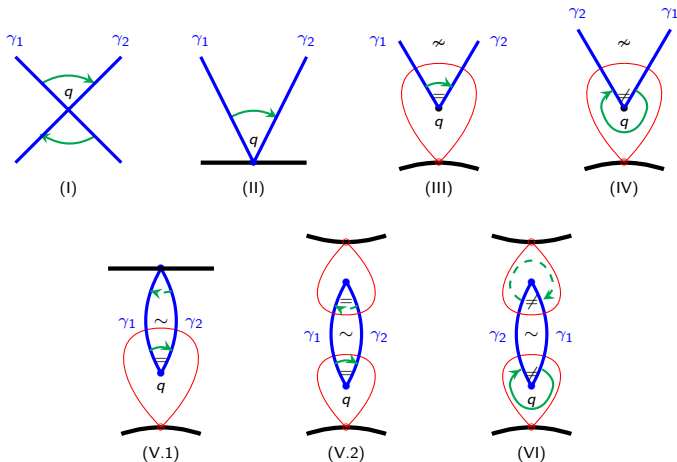 γ₁ γ₂ γ₁ γ₂ γ₁ ≁ γ₂ γ₂ ≁ γ₁
q q = q ≠ q
(I) (II) (III) (IV)
γ₁ ∼ γ₂ = q
= γ₁ ∼ γ₂ = q
≠ γ₂ ∼ γ₁ ≠ q
(V.1) (V.2) (VI)